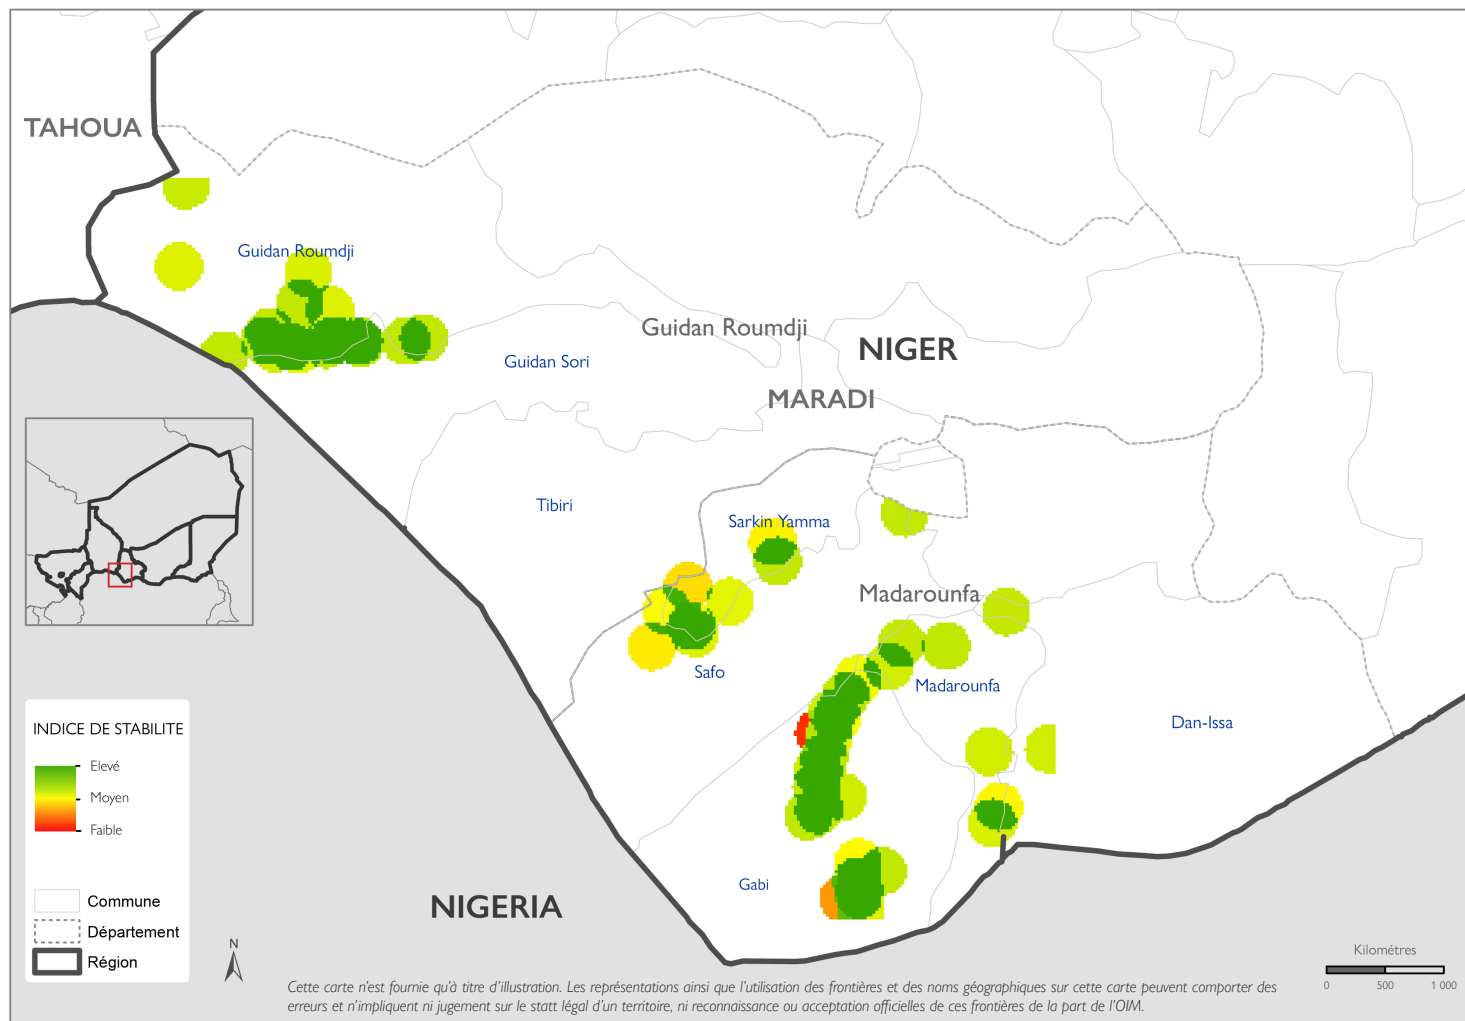 TAHOUA
Guidan Roumdji
Guidan Roumdji
NIGER
Guidan Sori
MARADI
Tibiri
Sarkin Yamma
Madarounfa
Safo
Madarounfa
Dan-Issa
Gabi
NIGERIA
INDICE DE STABILITE
Elevé
Moyen
Faible
Commune
Département
Région
N
Kilométres
0 500 1 000
Cette carte n'est fournie qu'à titre d'illustration. Les représentations ainsi que l'utilisation des frontières et des noms géographiques sur cette carte peuvent comporter des
erreurs et n'impliquent ni jugement sur le statt légal d'un territoire, ni reconnaissance ou acceptation officielles de ces frontières de la part de l'OIM.